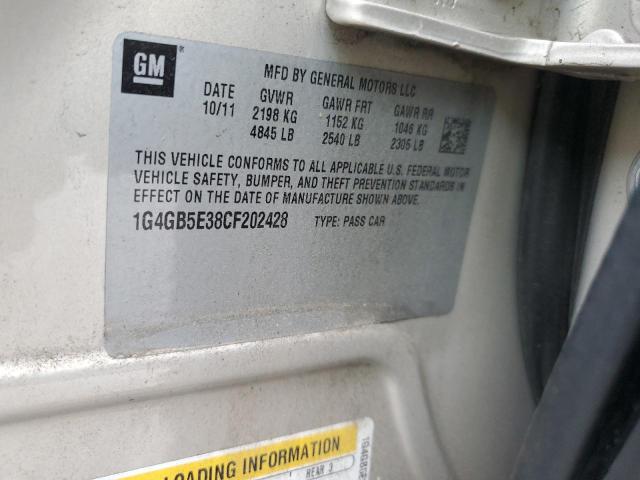 GM
MFD BY GENERAL MOTORS LLC
DATE GVWR GAWR FRT GAWR RR
10/11 2198 KG 1152 KG 1046 KG
4845 LB 2540 LB 2305 LB
THIS VEHICLE CONFORMS TO ALL APPLICABLE U.S. FEDERAL MOTOR
VEHICLE SAFETY, BUMPER, AND THEFT PREVENTION STANDARDS IN
EFFECT ON THE DATE OF MANUFACTURE SHOWN ABOVE.
1G4GB5E38CF202428 TYPE: PASS CAR
LOADING INFORMATION
REAR 3